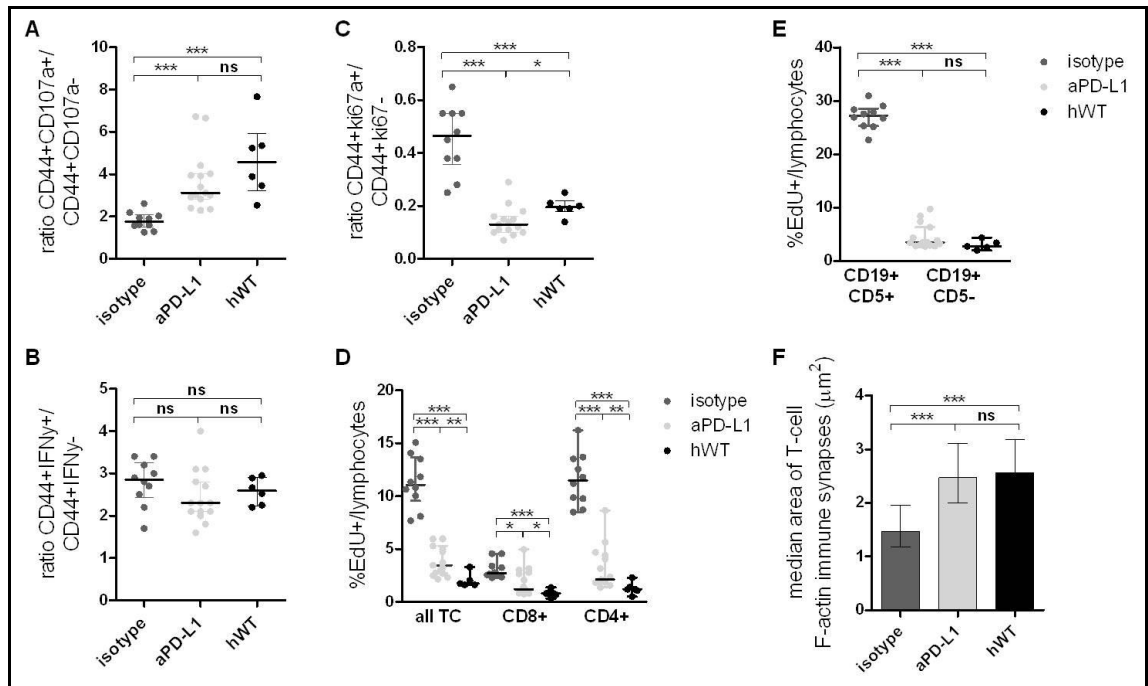 A
ratio CD44+CD107a+/
CD44+CD107a-
10
8
6
4
2
0
***
***
ns
isotype
aPD-L1
hWT
B
ratio CD44+IFNy+/
CD44+IFNy-
5
4
3
2
1
0
ns
ns
ns
isotype
aPD-L1
hWT
C
ratio CD44+ki67a+/
CD44+ki67-
0.8
0.6
0.4
0.2
0.0
***
***
*
isotype
aPD-L1
hWT
D
%EdU+/lymphocytes
20
15
10
5
0
***
*** **
***
* *
***
*** **
all TC
CD8+
CD4+
isotype
aPD-L1
hWT
E
%EdU+/lymphocytes
40
30
20
10
0
***
***
ns
CD19+
CD5+
CD19+
CD5-
isotype
aPD-L1
hWT
F
median area of T-cell
F-actin immune synapses (μm²)
4
3
2
1
0
***
***
ns
isotype
aPD-L1
hWT